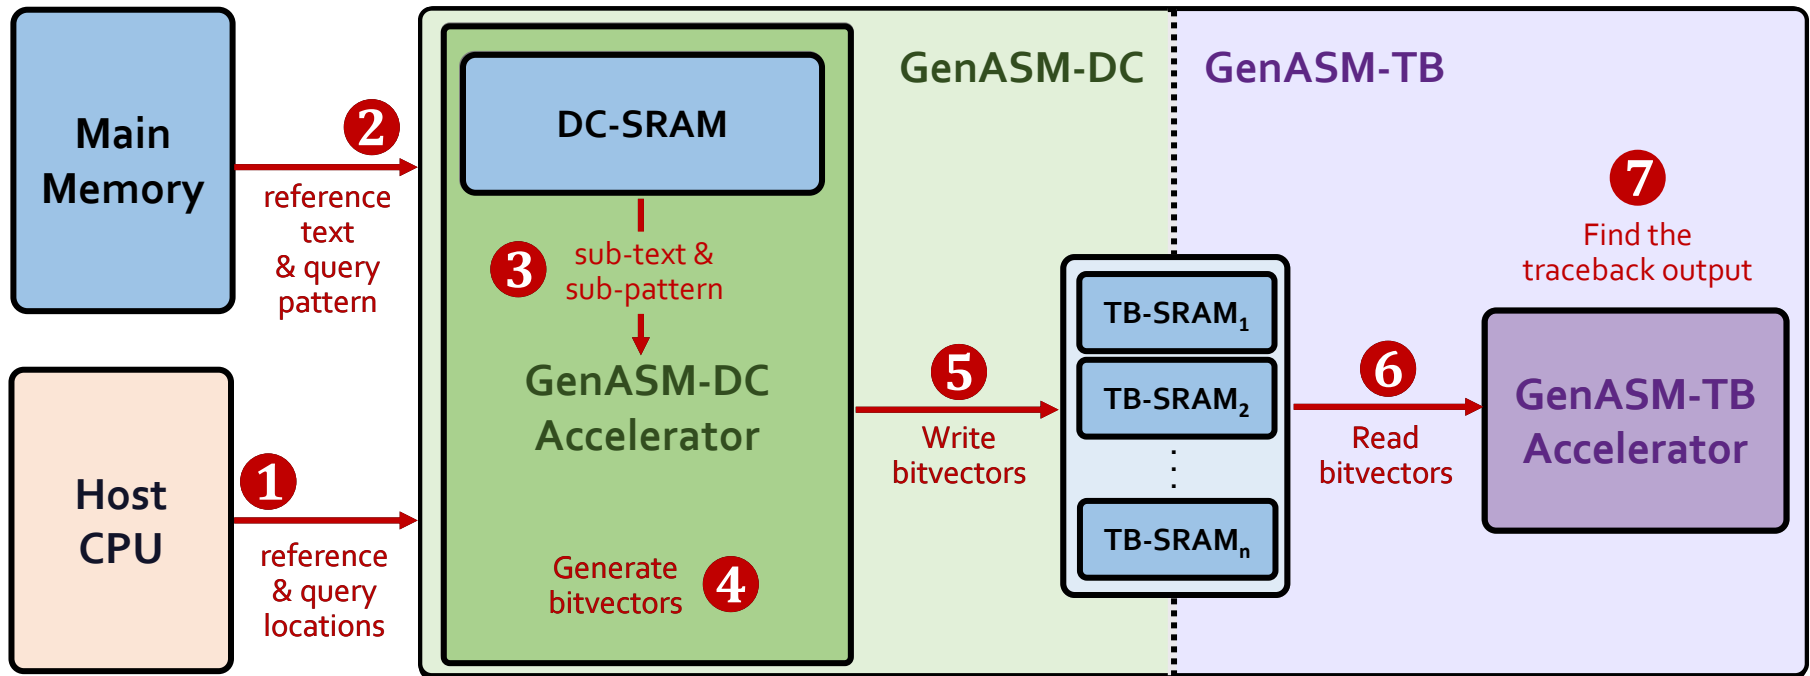 Main
Memory
2
reference
text
& query
pattern
Host
CPU
1
reference
& query
locations
GenASM-DC
DC-SRAM
3
sub-text &
sub-pattern
GenASM-DC
Accelerator
Generate
bitvectors
4
5
Write
bitvectors
GenASM-TB
TB-SRAM1
TB-SRAM2
⋮
TB-SRAMn
6
Read
bitvectors
7
Find the
traceback output
GenASM-TB
Accelerator